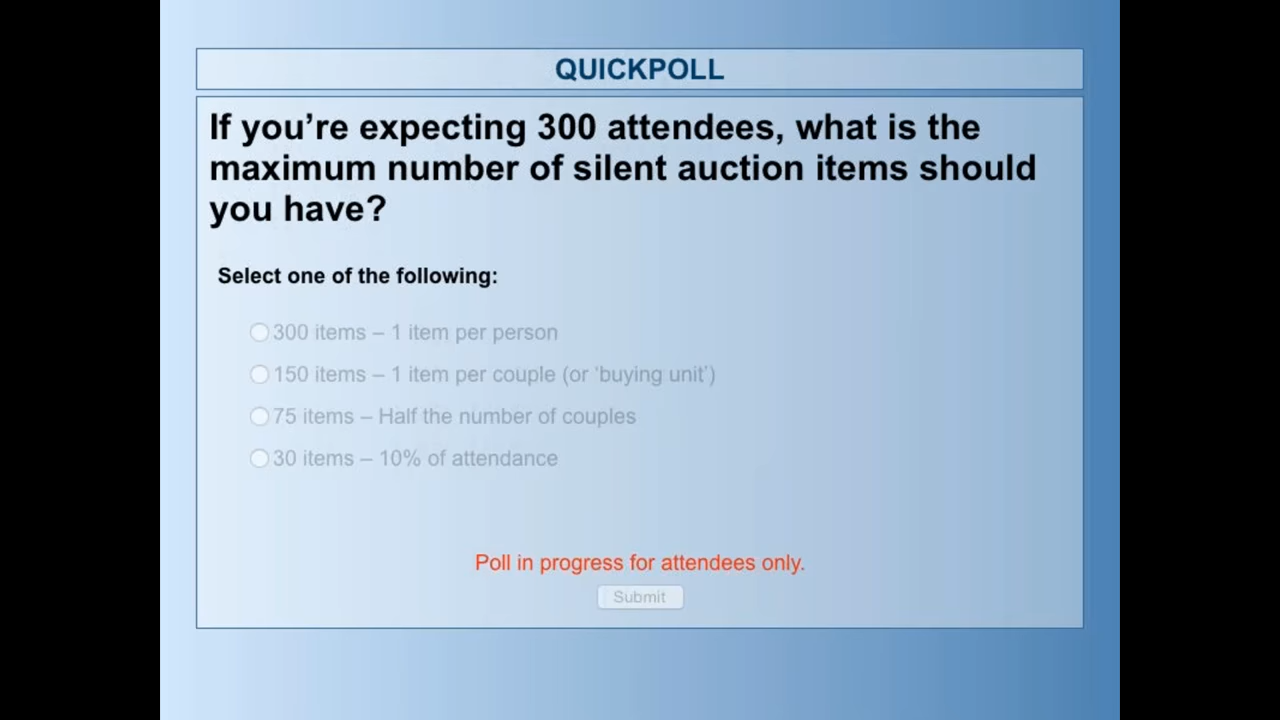 QUICKPOLL
If you’re expecting 300 attendees, what is the
maximum number of silent auction items should
you have?
Select one of the following:
300 items – 1 item per person
150 items – 1 item per couple (or ‘buying unit’)
75 items – Half the number of couples
30 items – 10% of attendance
Poll in progress for attendees only.
Submit